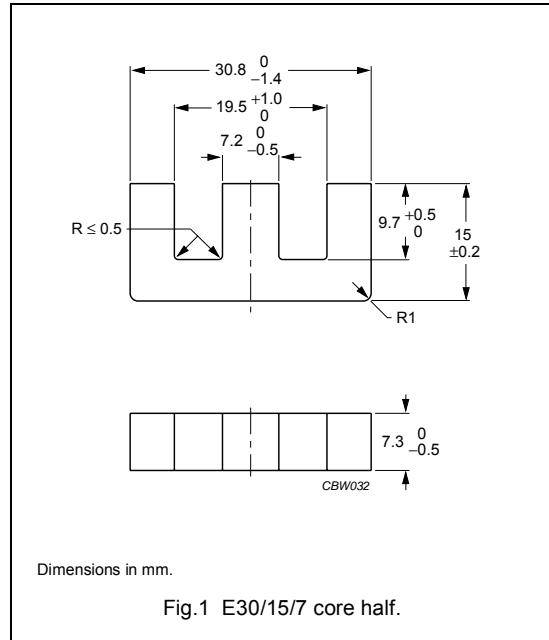 30.8 0
−1.4
19.5 +1.0
0
7.2 0
−0.5
R ≤ 0.5
9.7 +0.5
0
15
±0.2
R1
7.3 0
−0.5
CBW032
Dimensions in mm.
Fig.1 E30/15/7 core half.